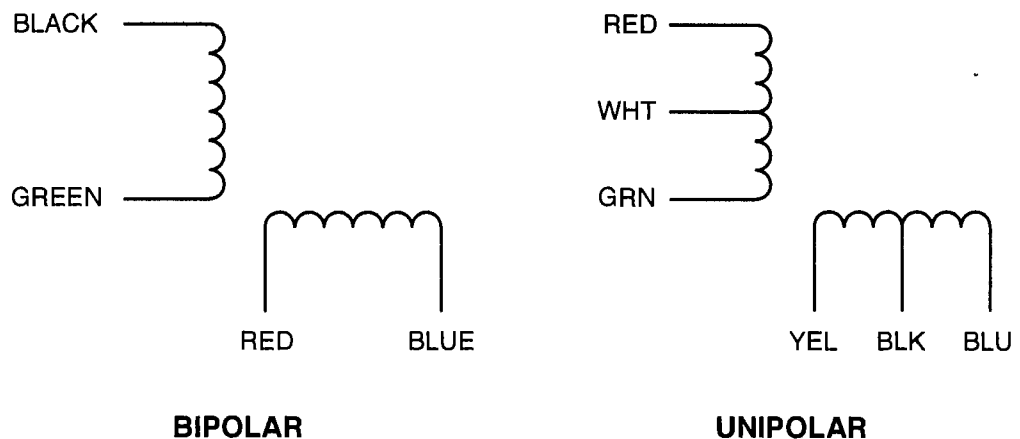 BLACK
GREEN
RED BLUE
BIPOLAR
RED
WHT
GRN
YEL BLK BLU
UNIPOLAR